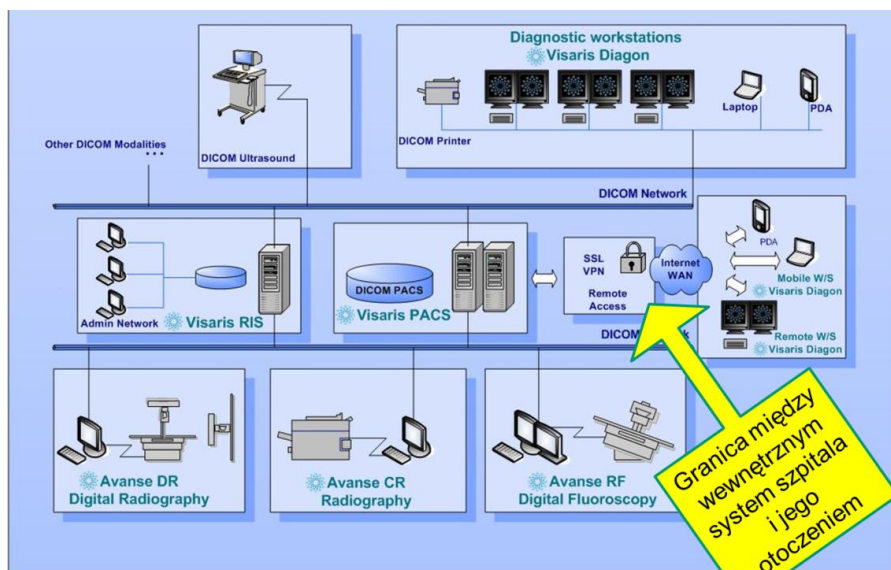 Diagnostic workstations
Visaris Diagon
DICOM Printer
Laptop
PDA
Other DICOM Modalities
• • •
DICOM Ultrasound
DICOM Network
Admin Network
Visaris RIS
DICOM PACS
Visaris PACS
SSL
VPN
Remote
Access
Internet
WAN
PDA
Mobile W/S
Visaris Diagon
Remote W/S
Visaris Diagon
Avanse DR
Digital Radiography
Avanse CR
Radiography
Avanse RF
Digital Fluoroscopy
Granica między
wewnętrznym
system szpitala
i jego
otoczeniem